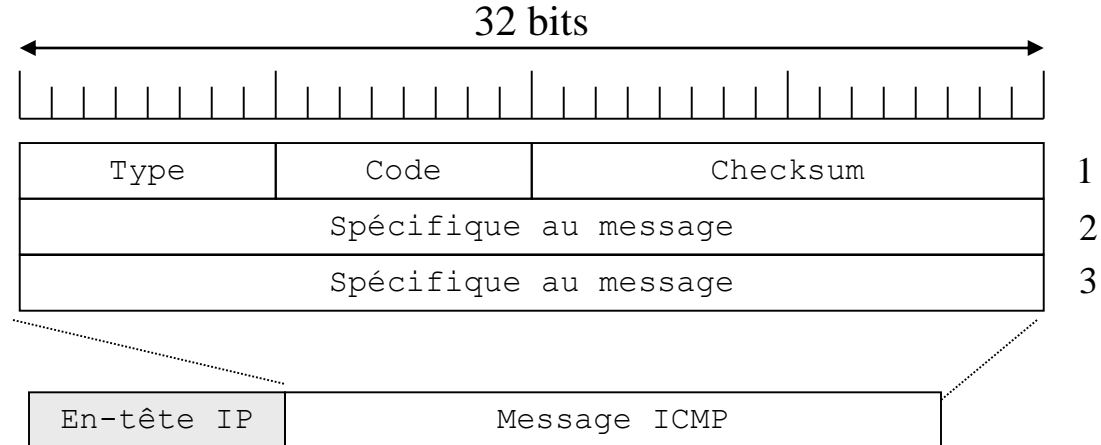 32 bits
Type Code Checksum 1
Spécifique au message 2
Spécifique au message 3
En-tête IP Message ICMP